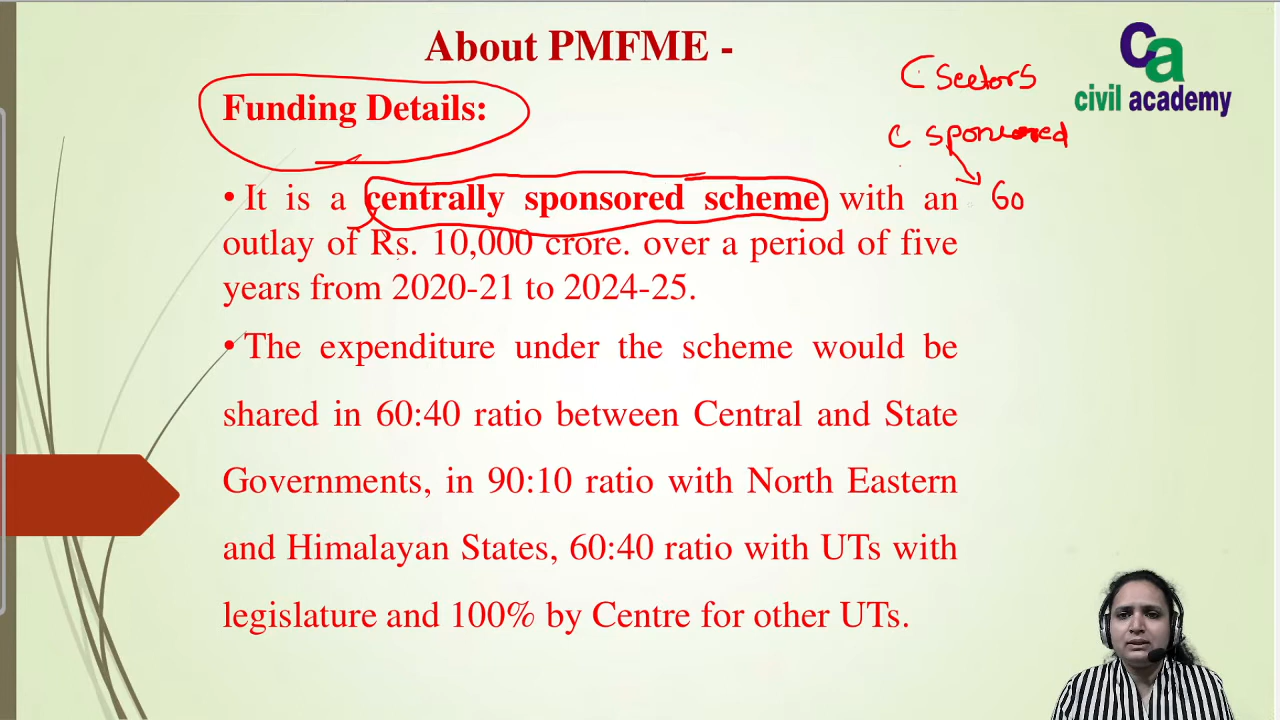 About PMFME -
Funding Details:
• It is a centrally sponsored scheme with an
outlay of Rs. 10,000 crore. over a period of five
years from 2020-21 to 2024-25.
• The expenditure under the scheme would be
shared in 60:40 ratio between Central and State
Governments, in 90:10 ratio with North Eastern
and Himalayan States, 60:40 ratio with UTs with
legislature and 100% by Centre for other UTs.
C Sectors
C sponsored
60
ca
civil academy